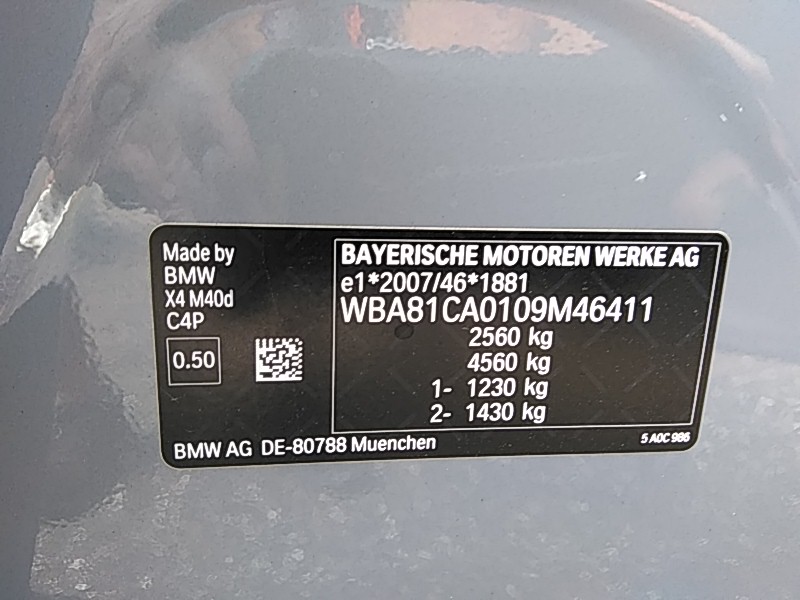 Made by
BMW
X4 M40d
C4P
0.50
BAYERISCHE MOTOREN WERKE AG
e1*2007/46*1881
WBA81CA0109M46411
2560 kg
4560 kg
1- 1230 kg
2- 1430 kg
BMW AG DE-80788 Muenchen
5 A0C 986